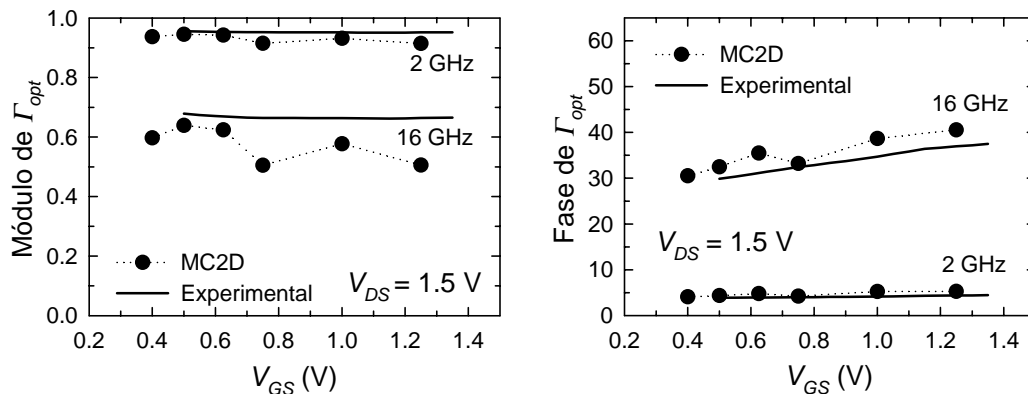 1.0
0.8
0.6
0.4
0.2
0.0
Módulo de Γopt
2 GHz
16 GHz
MC2D
Experimental
VDS = 1.5 V
0.2 0.4 0.6 0.8 1.0 1.2 1.4
VGS (V)
60
50
40
30
20
10
0
Fase de Γopt
MC2D
Experimental
16 GHz
VDS = 1.5 V
2 GHz
0.2 0.4 0.6 0.8 1.0 1.2 1.4
VGS (V)